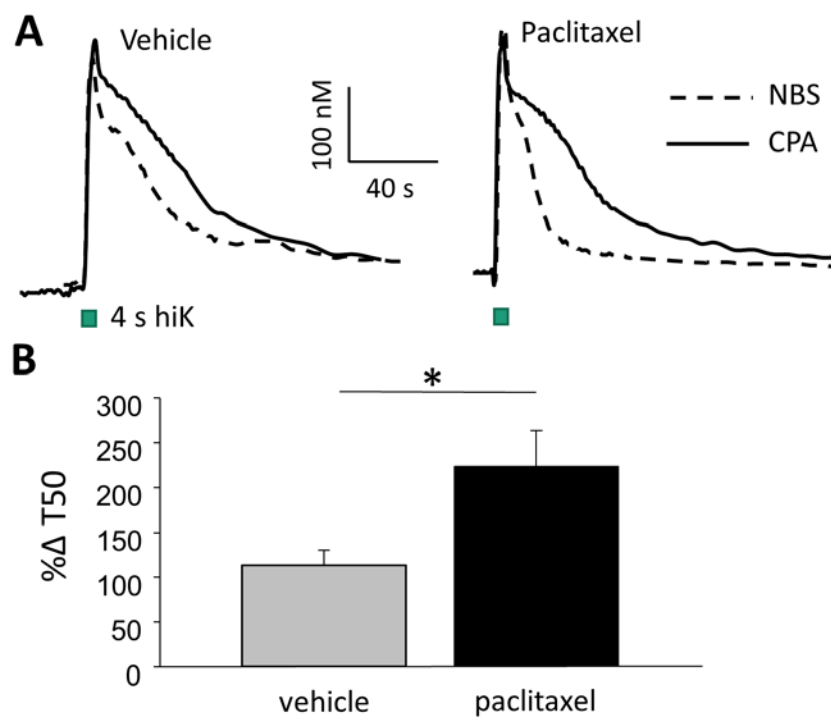 A
Vehicle
Paclitaxel
100 nM
40 s
NBS
CPA
4 s hiK
B
*
300
250
200
150
100
50
0
%Δ T50
vehicle
paclitaxel